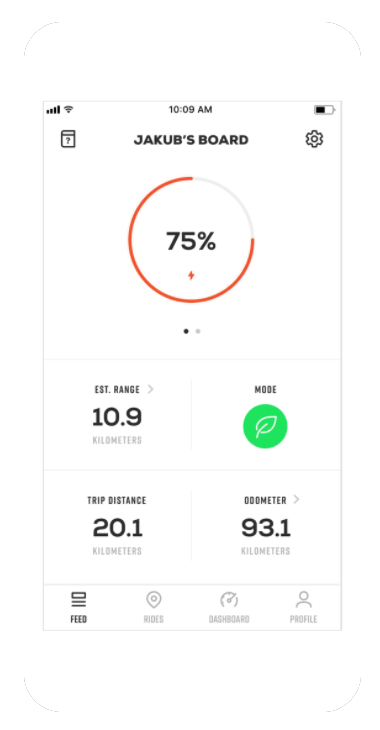 10:09 AM
?
JAKUB'S BOARD
75%
EST. RANGE
MODE
10.9
KILOMETERS
TRIP DISTANCE
ODOMETER
20.1
93.1
KILOMETERS
KILOMETERS
FEED
RIDES
DASHBOARD
PROFILE